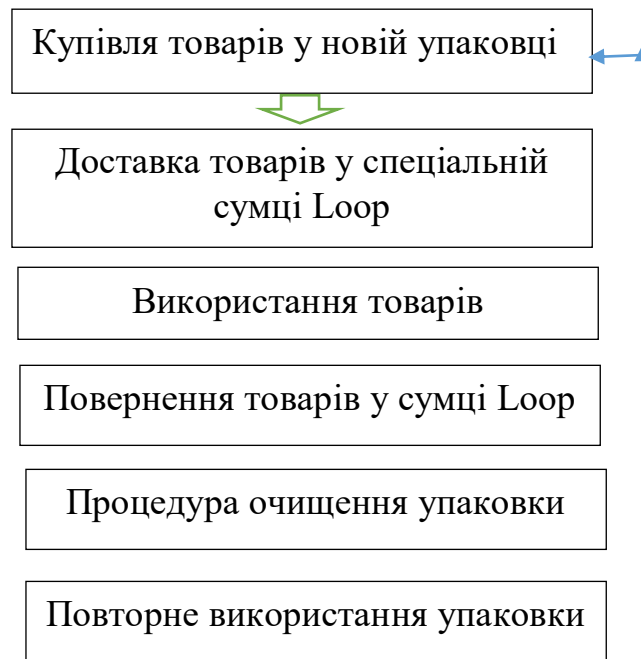 Купівля товарів у новій упаковці
Доставка товарів у спеціальній
сумці Loop
Використання товарів
Повернення товарів у сумці Loop
Процедура очищення упаковки
Повторне використання упаковки